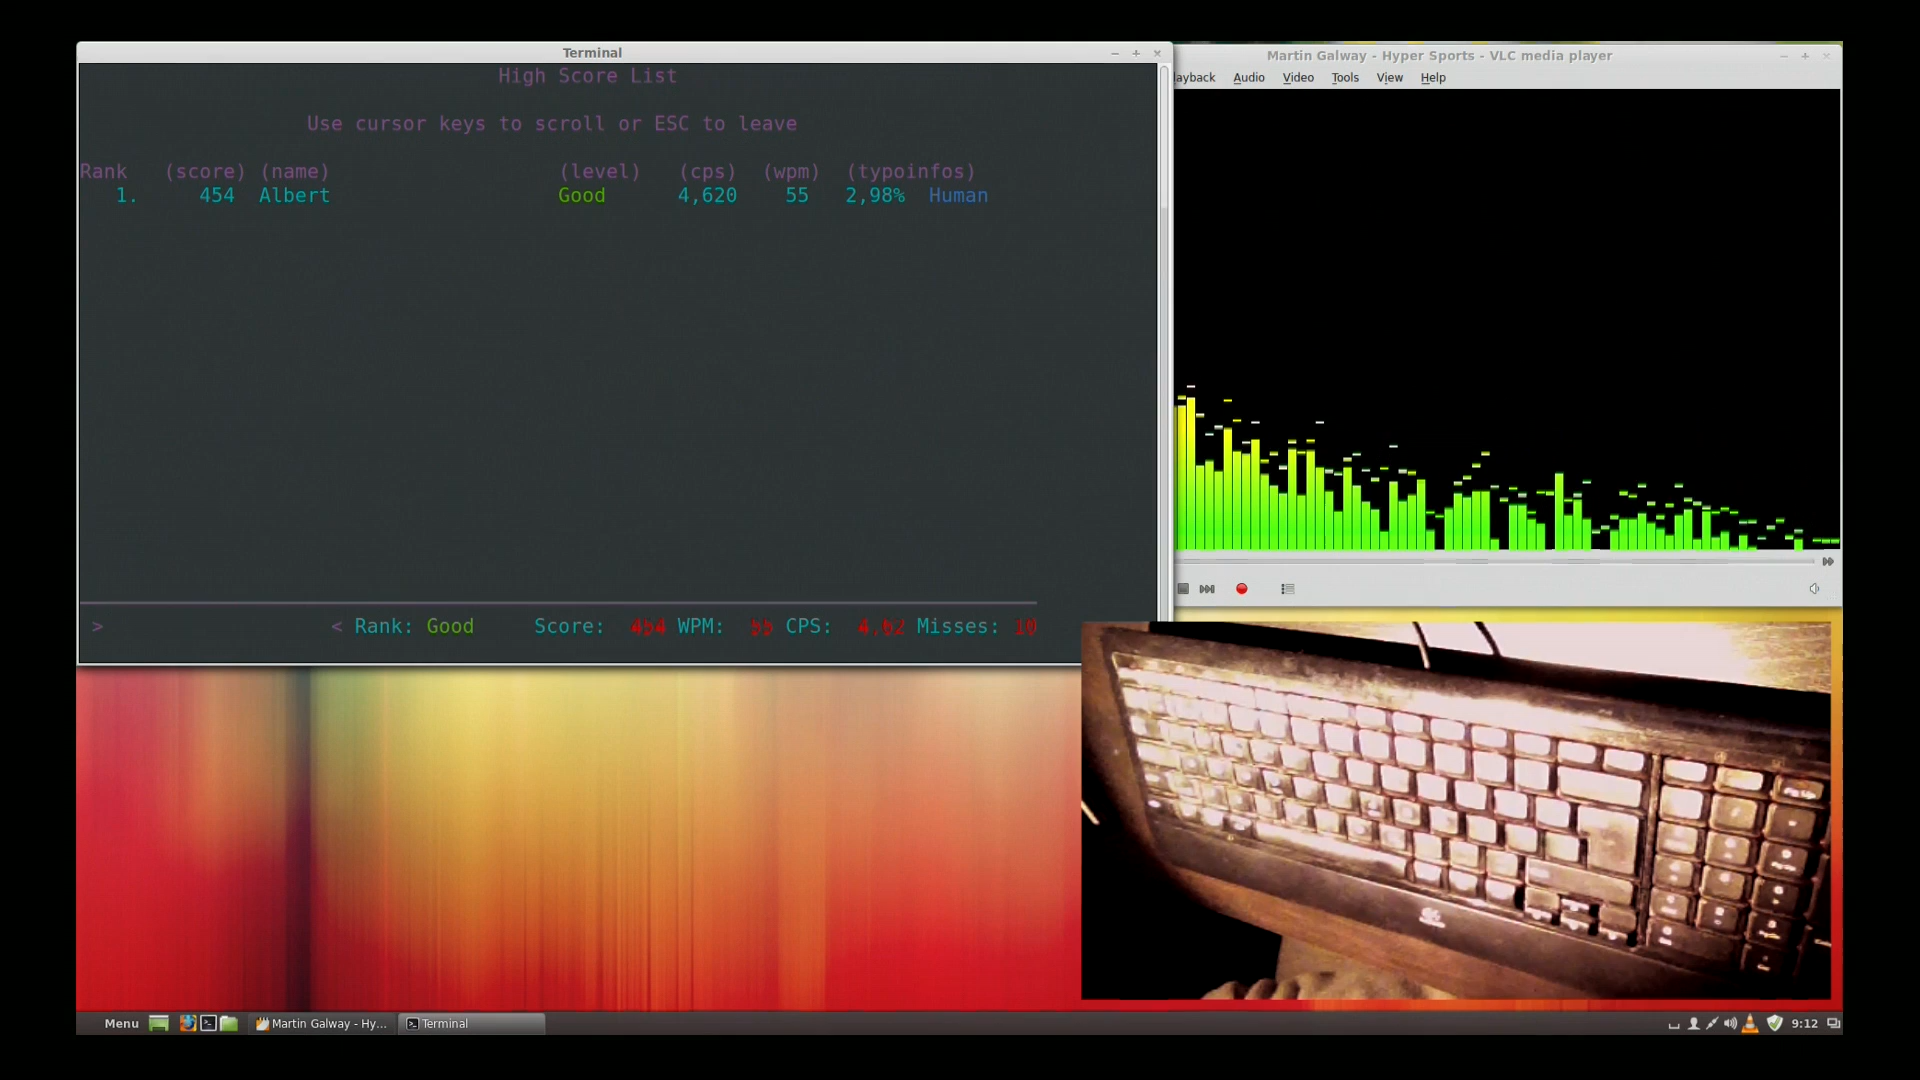 Terminal
High Score List
Use cursor keys to scroll or ESC to leave
Rank (score) (name) (level) (cps) (wpm) (typoinfos)
1. 454 Albert Good 4,620 55 2,98% Human
> < Rank: Good Score: 454 WPM: 55 CPS: 4,62 Misses: 10
Martin Galway - Hyper Sports - VLC media player
layback Audio Video Tools View Help
Menu Martin Galway - Hy... Terminal 9:12